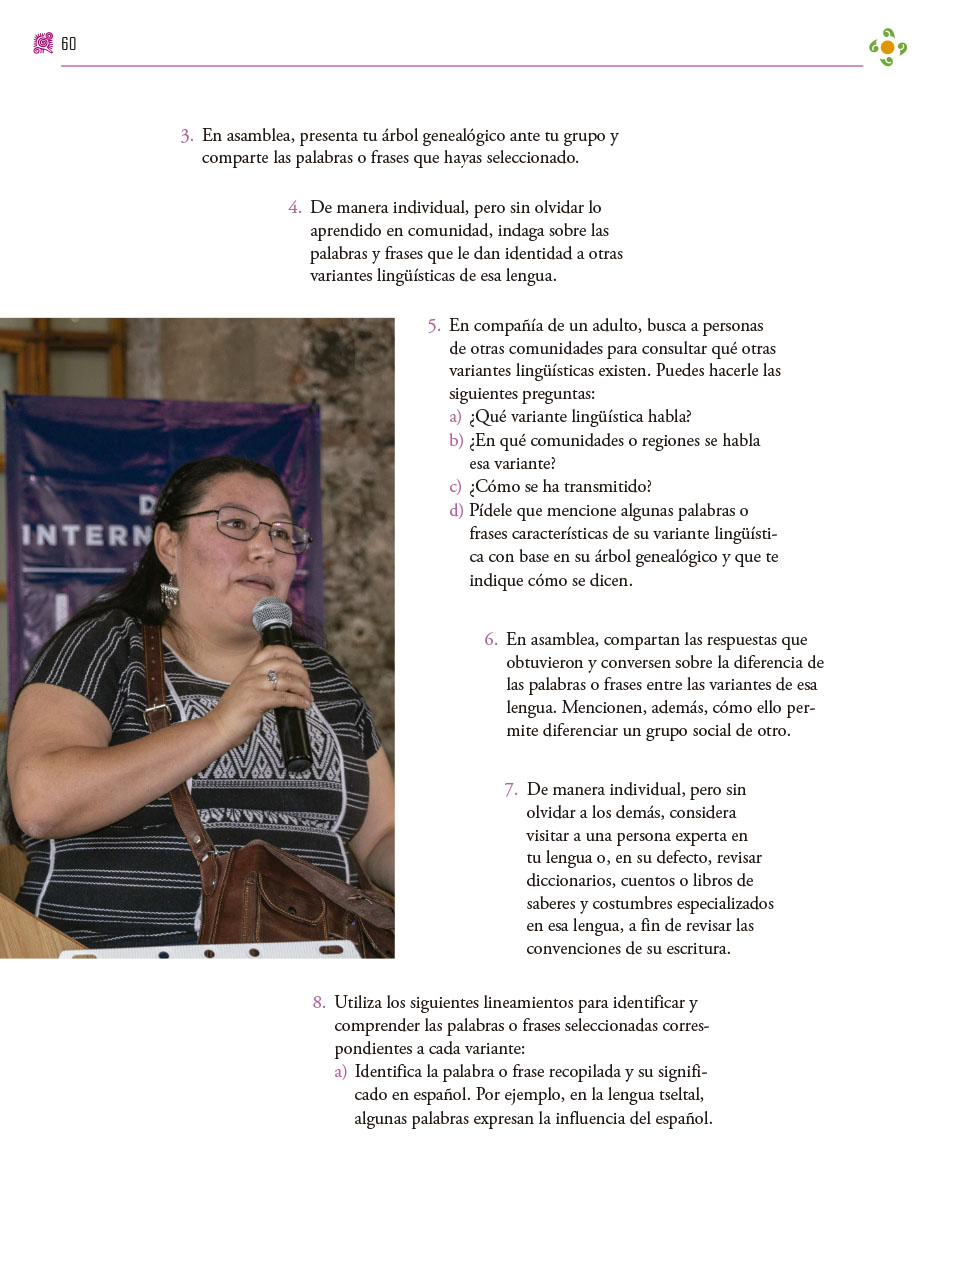 60
3. En asamblea, presenta tu árbol genealógico ante tu grupo y
comparte las palabras o frases que hayas seleccionado.
4. De manera individual, pero sin olvidar lo
aprendido en comunidad, indaga sobre las
palabras y frases que le dan identidad a otras
variantes lingüísticas de esa lengua.
5. En compañía de un adulto, busca a personas
de otras comunidades para consultar qué otras
variantes lingüísticas existen. Puedes hacerle las
siguientes preguntas:
a) ¿Qué variante lingüística habla?
b) ¿En qué comunidades o regiones se habla
esa variante?
c) ¿Cómo se ha transmitido?
d) Pídele que mencione algunas palabras o
frases características de su variante lingüísti-
ca con base en su árbol genealógico y que te
indique cómo se dicen.
INTERN
6. En asamblea, compartan las respuestas que
obtuvieron y conversen sobre la diferencia de
las palabras o frases entre las variantes de esa
lengua. Mencionen, además, cómo ello per-
mite diferenciar un grupo social de otro.
7. De manera individual, pero sin
olvidar a los demás, considera
visitar a una persona experta en
tu lengua o, en su defecto, revisar
diccionarios, cuentos o libros de
saberes y costumbres especializados
en esa lengua, a fin de revisar las
convenciones de su escritura.
8. Utiliza los siguientes lineamientos para identificar y
comprender las palabras o frases seleccionadas corres-
pondientes a cada variante:
a) Identifica la palabra o frase recopilada y su signifi-
cado en español. Por ejemplo, en la lengua tseltal,
algunas palabras expresan la influencia del español.